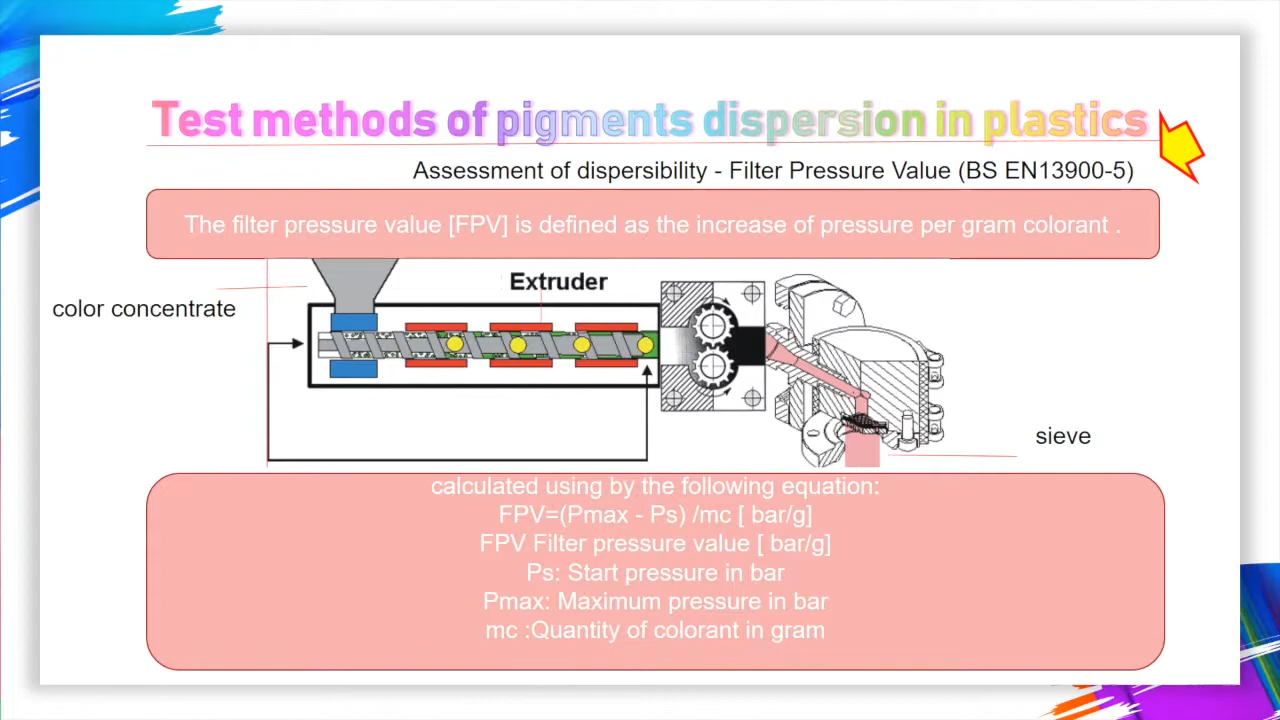 Test methods of pigments dispersion in plastics
Assessment of dispersibility - Filter Pressure Value (BS EN13900-5)
The filter pressure value [FPV] is defined as the increase of pressure per gram colorant .
Extruder
color concentrate
sieve
calculated using by the following equation:
FPV=(Pmax - Ps) /mc [ bar/g]
FPV Filter pressure value [ bar/g]
Ps: Start pressure in bar
Pmax: Maximum pressure in bar
mc :Quantity of colorant in gram